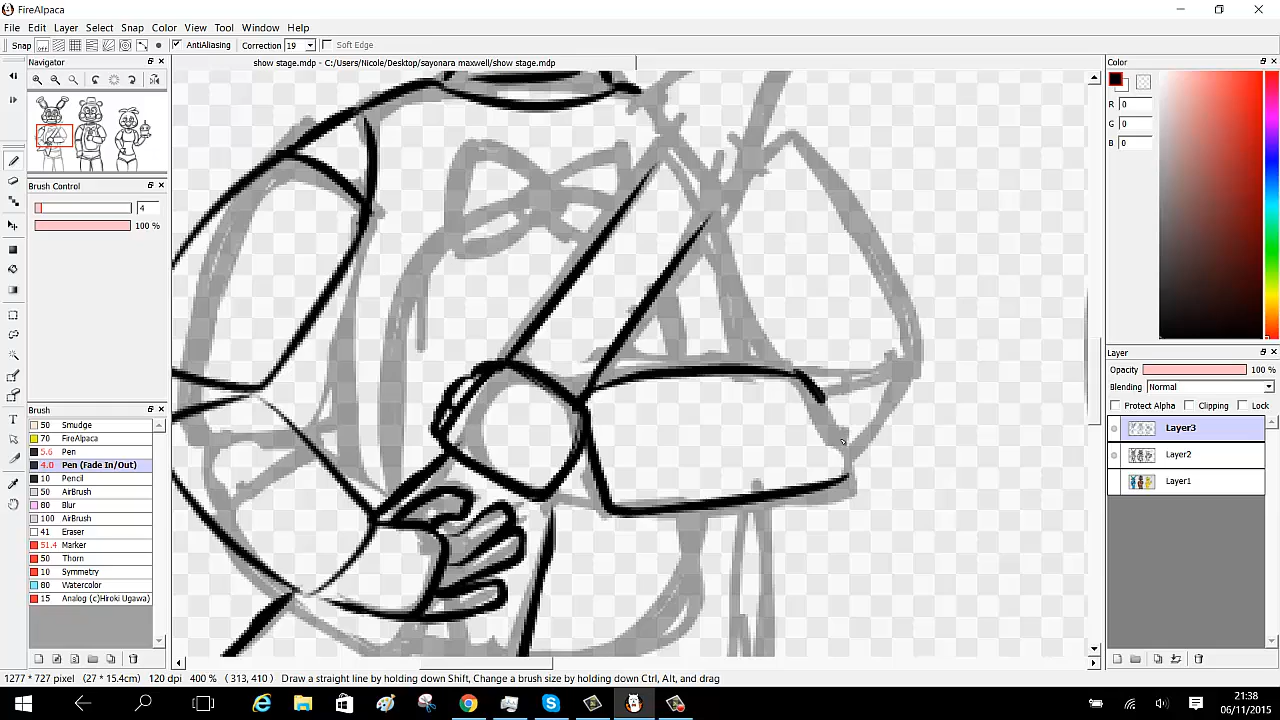 FireAlpaca
File Edit Layer Select Snap Color View Tool Window Help
Snap AntiAliasing Correction 19 Soft Edge
Navigator
show stage.mdp - C:/Users/Nicole/Desktop/sayonara maxwell/show stage.mdp
Color
R 0
G 0
B 0
Brush Control
4
100 %
Layer
Opacity 100 %
Blending Normal
Protect Alpha Clipping Lock
Layer3
Layer2
Layer1
Brush
50 Smudge
70 FireAlpaca
5.6 Pen
4.0 Pen (Fade In/Out)
10 Pencil
50 AirBrush
50 Blur
100 AirBrush
41 Eraser
51.4 Marker
50 Thorn
10 Symmetry
80 Watercolor
15 Analog (c)Hiroki Ugawa)
1277 * 727 pixel (27 * 15.4cm) 120 dpi 400 % ( 313, 410 ) Draw a straight line by holding down Shift, Change a brush size by holding down Ctrl, Alt, and drag
21:38
06/11/2015